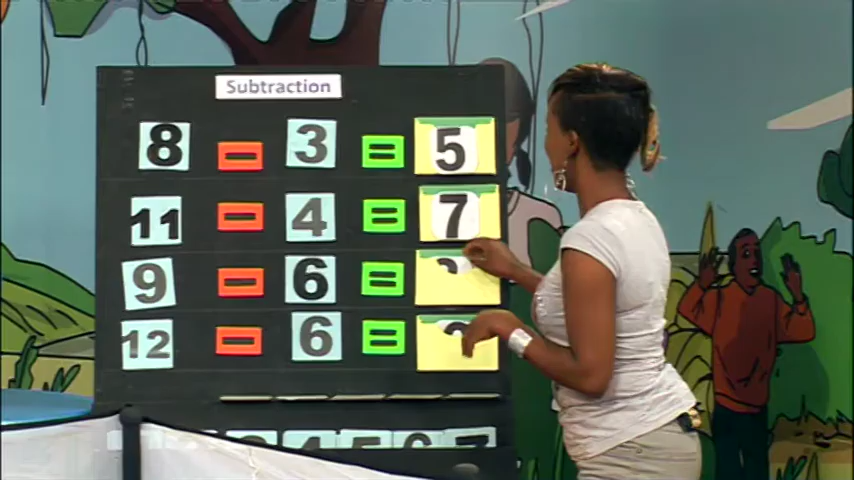 Subtraction
8 - 3 = 5
11 - 4 = 7
9 - 6 =
12 - 6 =